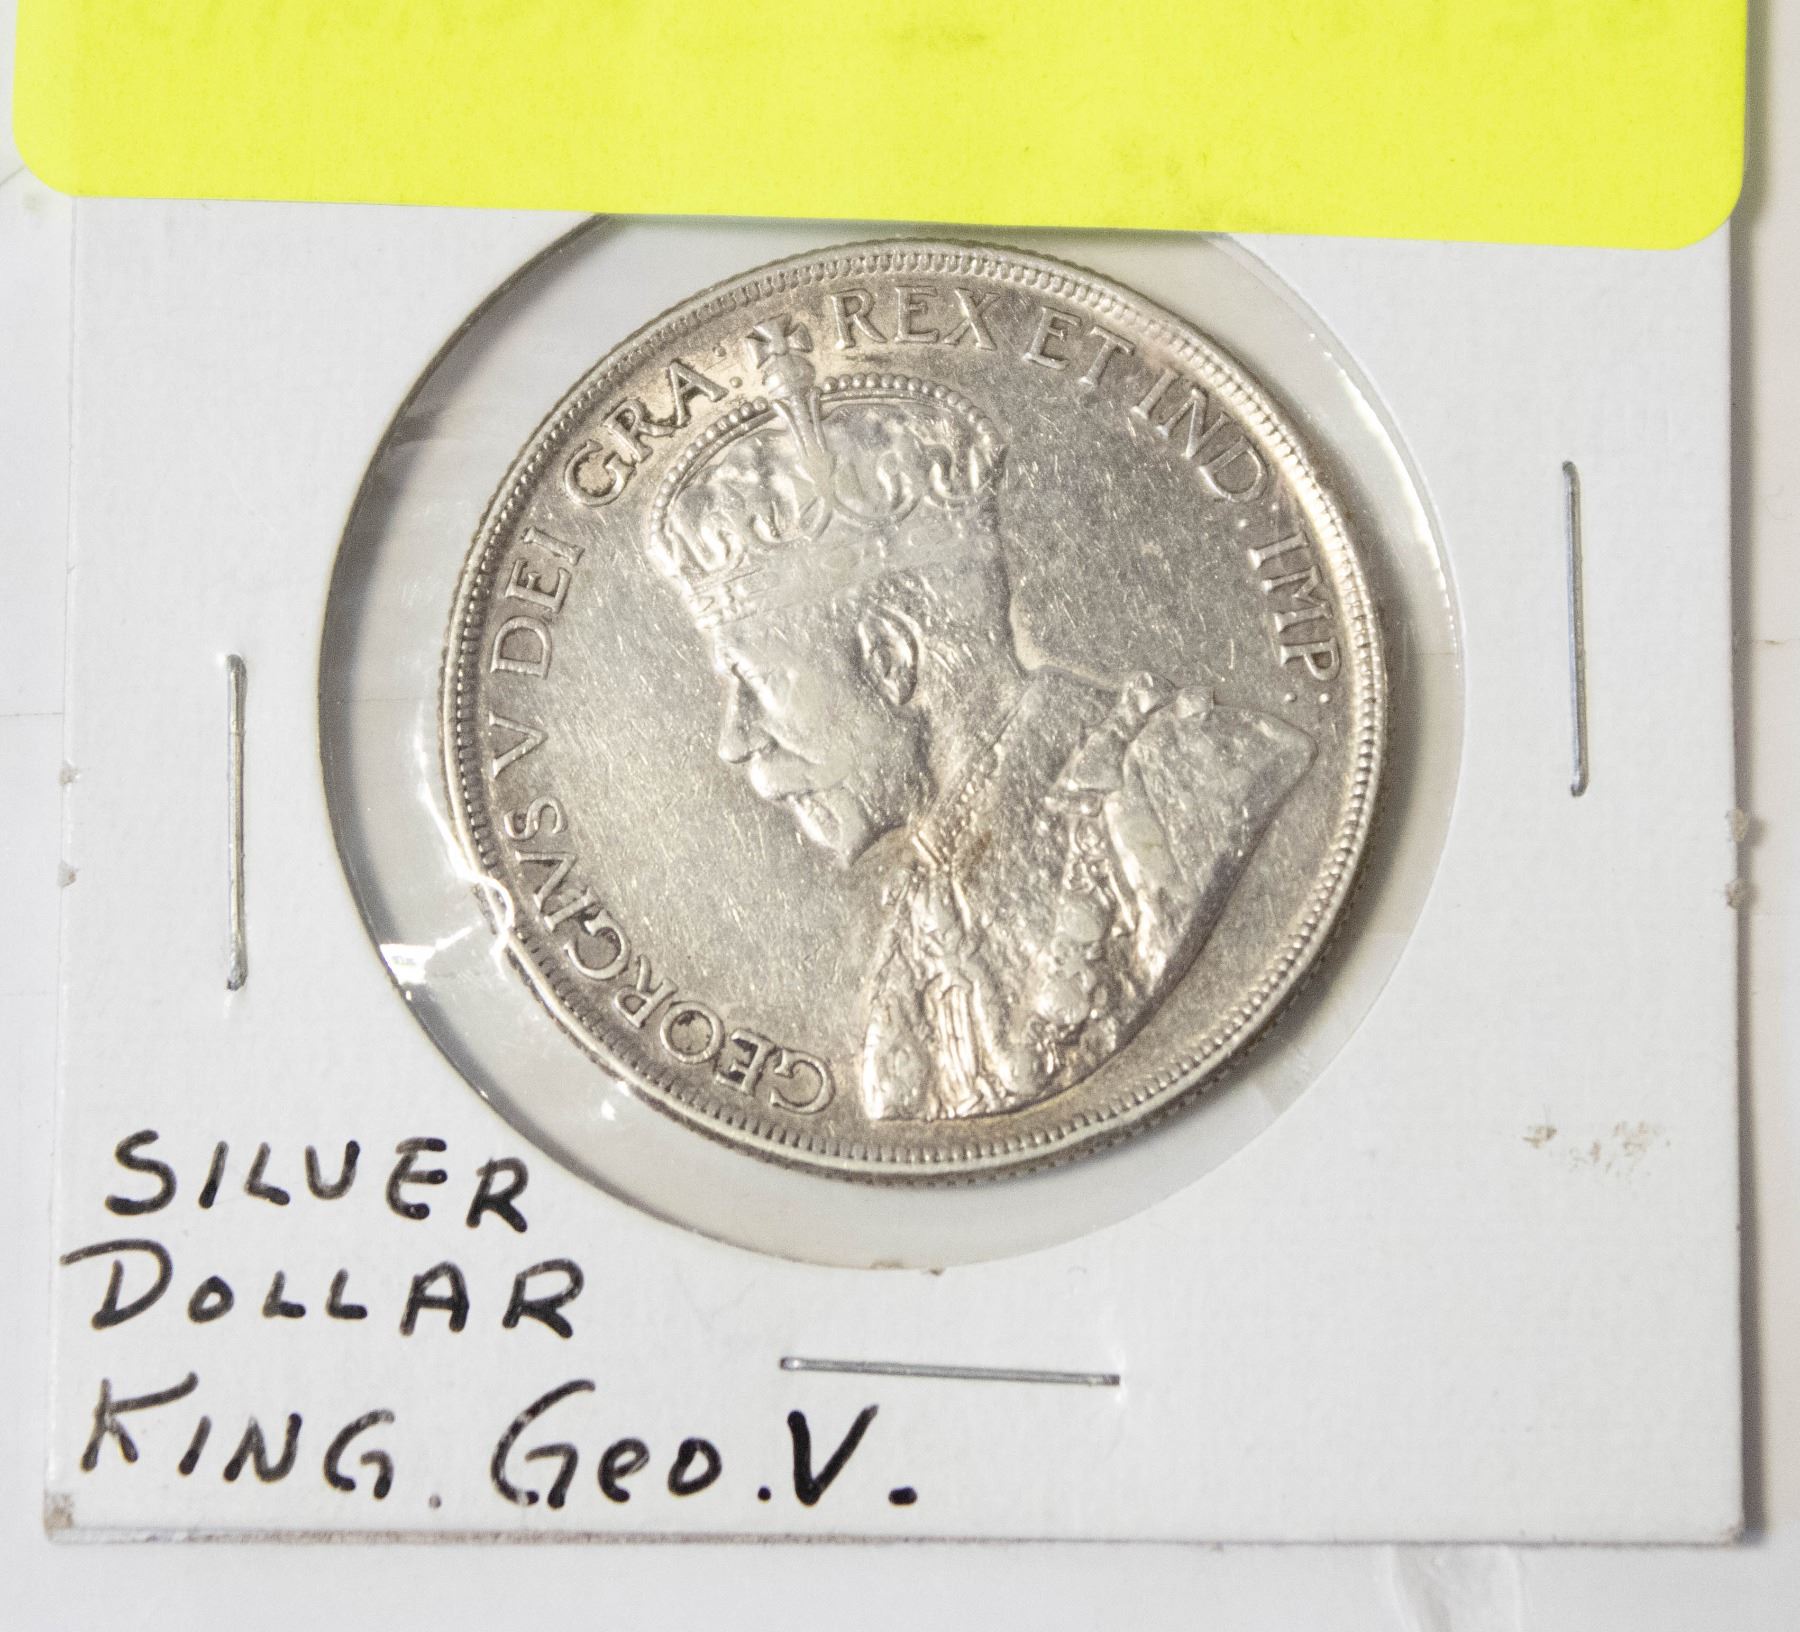 GEORGIVS V DEI GRA: REX ET·IND·IMP:
SILVER
DOLLAR
KING. GEO.V.